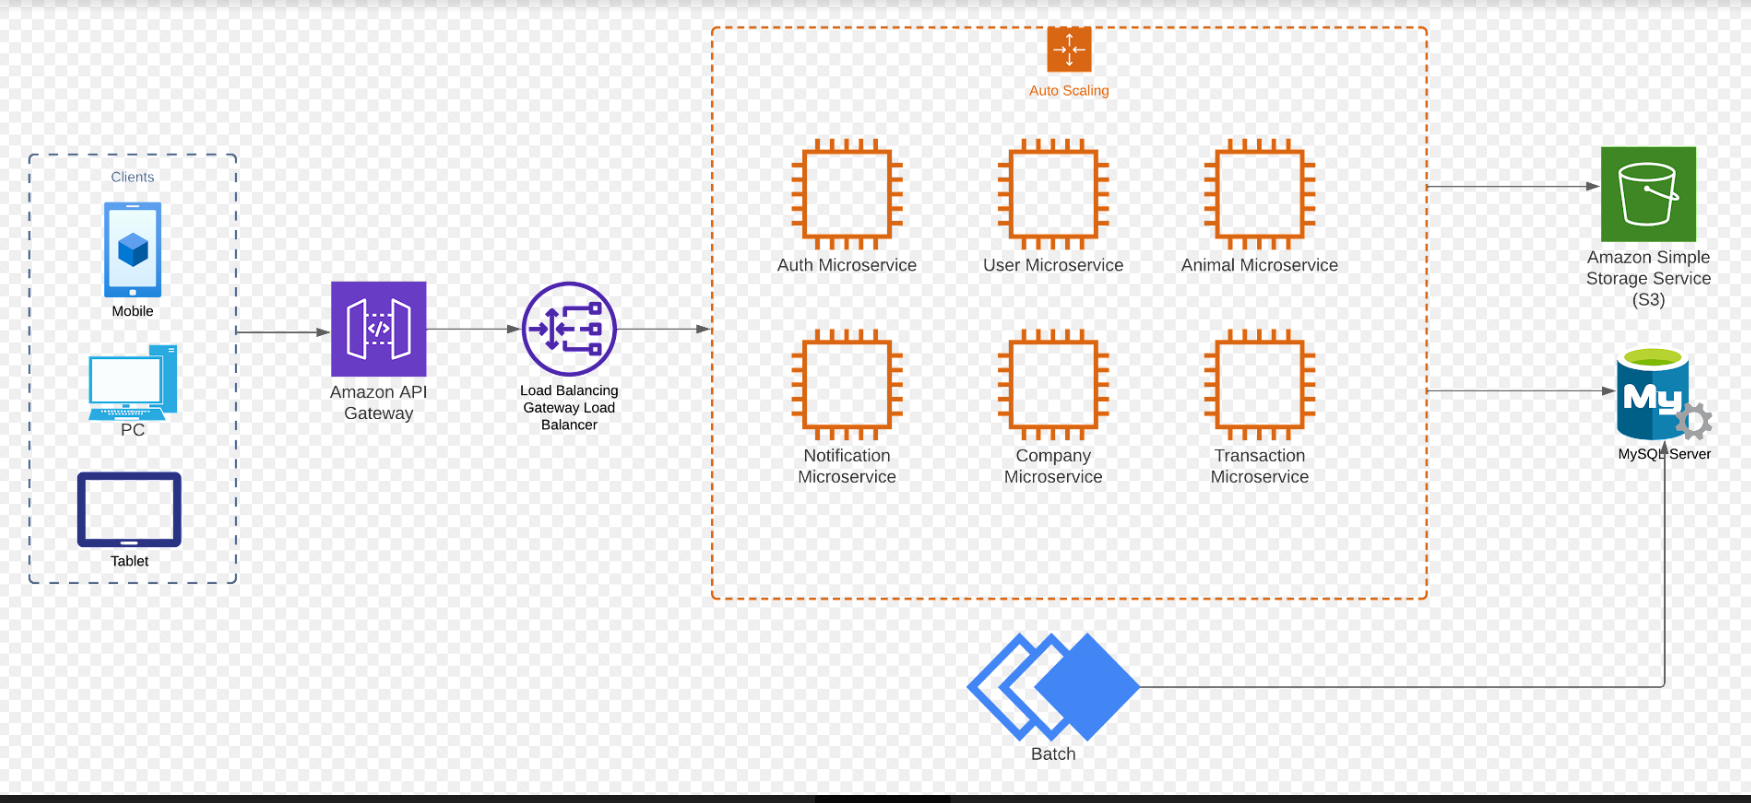 Auto Scaling
Clients
Mobile
PC
Tablet
Amazon API
Gateway
Load Balancing
Gateway Load
Balancer
Auth Microservice
User Microservice
Animal Microservice
Notification
Microservice
Company
Microservice
Transaction
Microservice
Amazon Simple
Storage Service
(S3)
My
MySQL Server
Batch